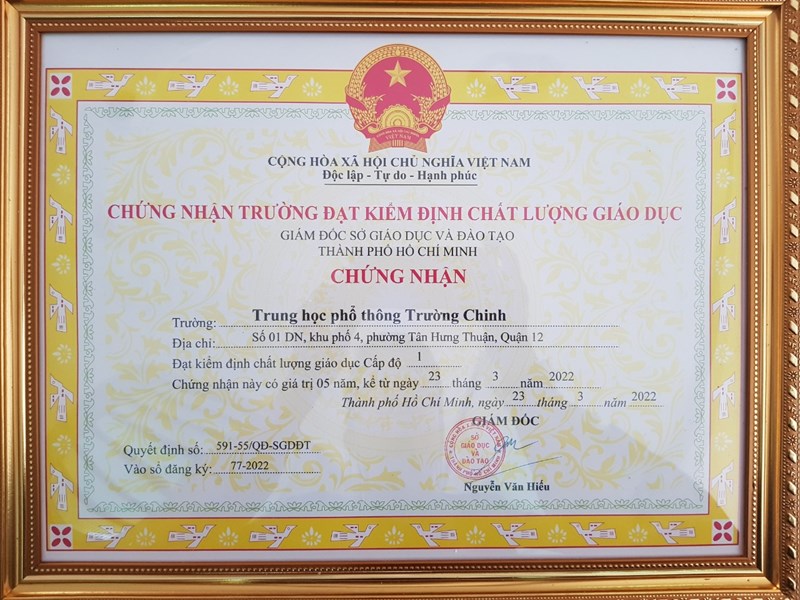 CỘNG HÒA XÃ HỘI CHỦ NGHĨA VIỆT NAM
Độc lập - Tự do - Hạnh phúc
CHỨNG NHẬN TRƯỜNG ĐẠT KIỂM ĐỊNH CHẤT LƯỢNG GIÁO DỤC
GIÁM ĐỐC SỞ GIÁO DỤC VÀ ĐÀO TẠO
THÀNH PHỐ HỒ CHÍ MINH
CHỨNG NHẬN
Trường: Trung học phổ thông Trường Chinh
Địa chỉ: Số 01 DN, khu phố 4, phường Tân Hưng Thuận, Quận 12
Đạt kiểm định chất lượng giáo dục Cấp độ 1
Chứng nhận này có giá trị 05 năm, kể từ ngày 23 tháng 3 năm 2022
Thành phố Hồ Chí Minh, ngày 23 tháng 3 năm 2022
GIÁM ĐỐC
SỞ
GIÁO DỤC
VÀ
ĐÀO TẠO
Quyết định số: 591-55/QĐ-SGDĐT
Vào sổ đăng ký: 77-2022
Nguyễn Văn Hiếu